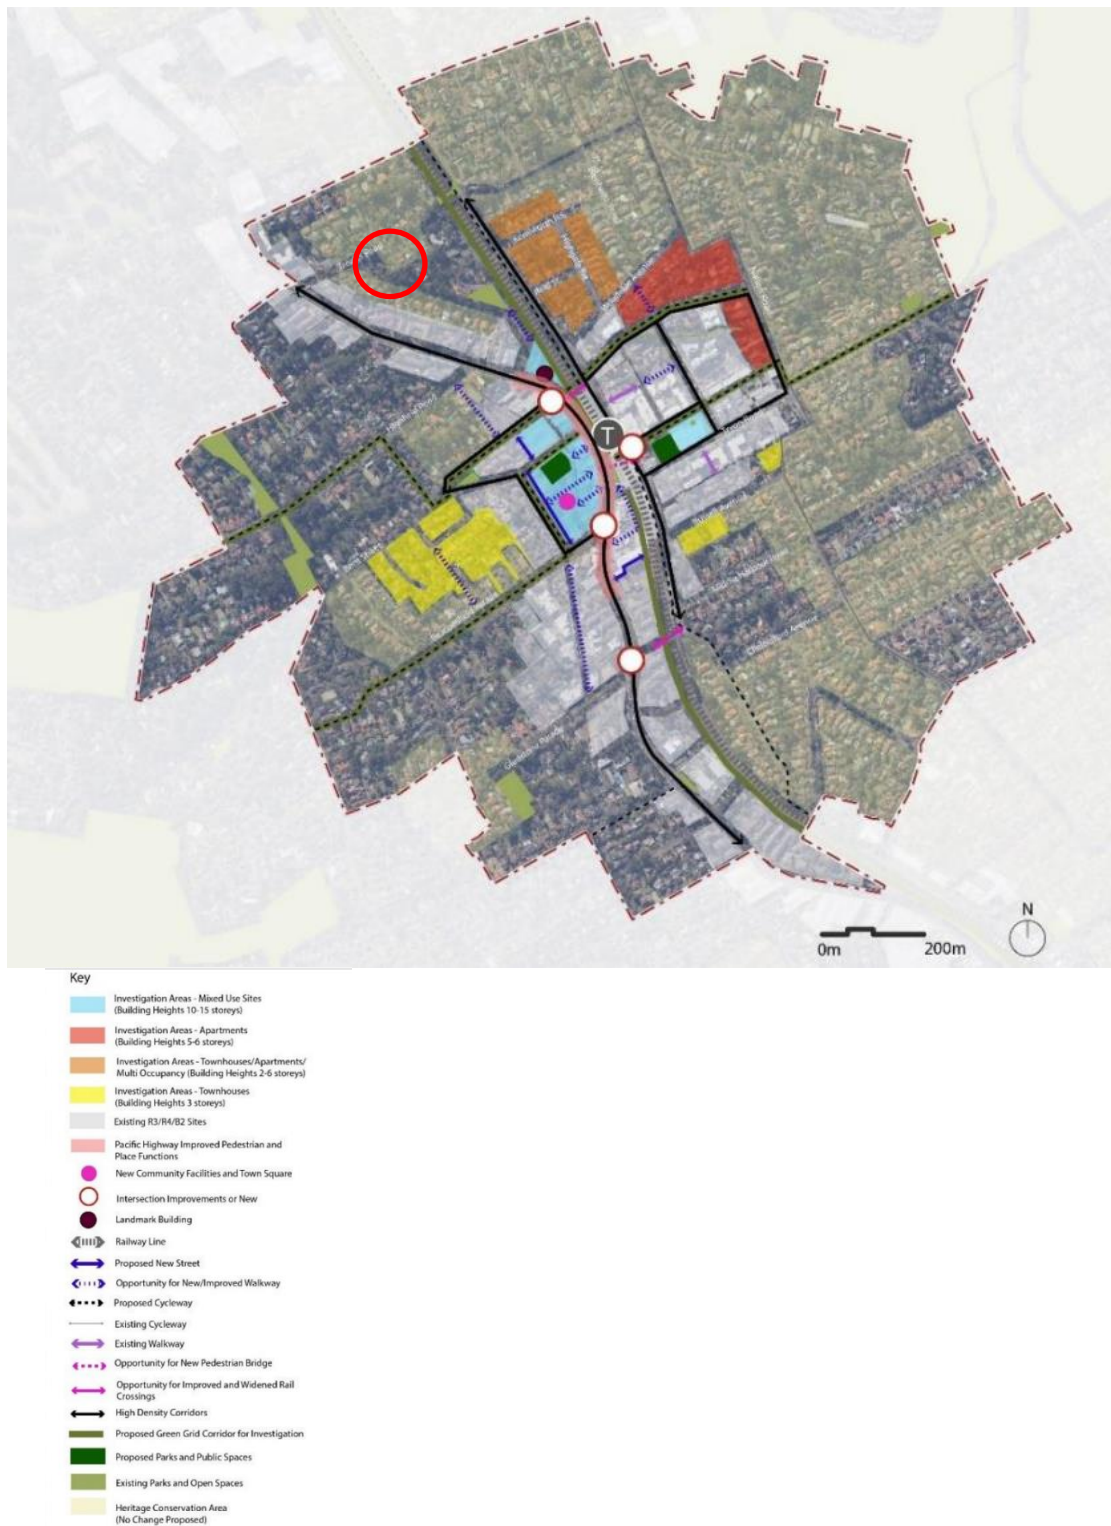 T
N
0m
200m
Key
Investigation Areas - Mixed Use Sites
(Building Heights 10-15 storeys)
Investigation Areas - Apartments
(Building Heights 5-6 storeys)
Investigation Areas - Townhouses/Apartments/
Multi Occupancy (Building Heights 2-6 storeys)
Investigation Areas - Townhouses
(Building Heights 3 storeys)
Existing R3/R4/B2 Sites
Pacific Highway Improved Pedestrian and
Place Functions
New Community Facilities and Town Square
Intersection Improvements or New
Landmark Building
Railway Line
Proposed New Street
Opportunity for New/Improved Walkway
Proposed Cycleway
Existing Cycleway
Existing Walkway
Opportunity for New Pedestrian Bridge
Opportunity for Improved and Widened Rail
Crossings
High Density Corridors
Proposed Green Grid Corridor for Investigation
Proposed Parks and Public Spaces
Existing Parks and Open Spaces
Heritage Conservation Area
(No Change Proposed)